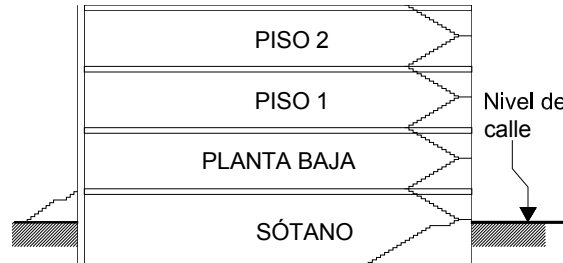 PISO 2
PISO 1
Nivel de
calle
PLANTA BAJA
SÓTANO